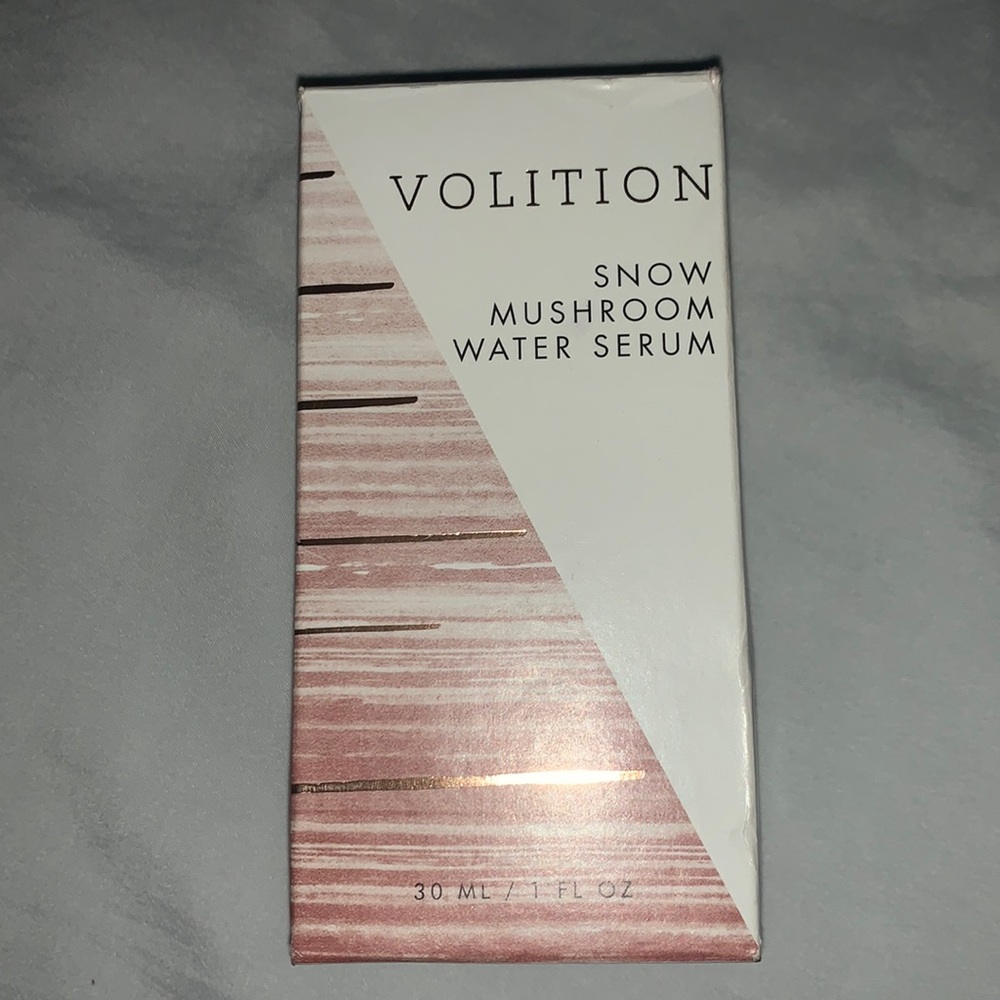 VOLITION
SNOW
MUSHROOM
WATER SERUM
30 ML / 1 FL OZ